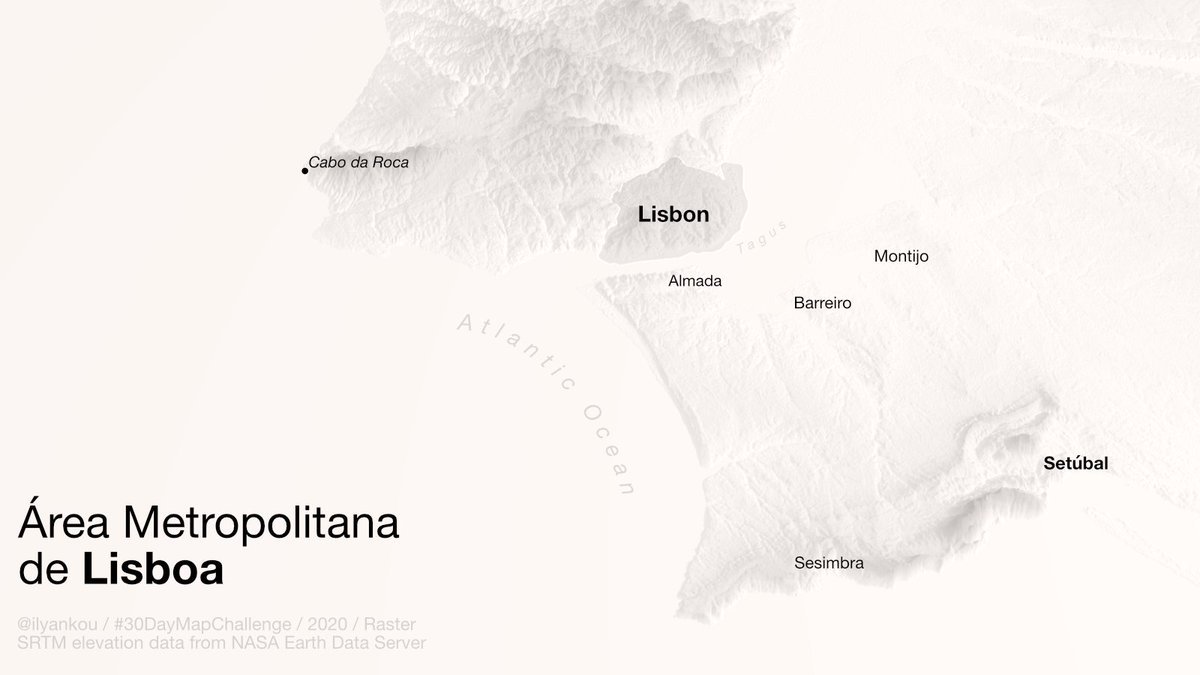 Cabo da Roca
Lisbon
Tagus
Montijo
Almada
Barreiro
Atlantic Ocean
Setúbal
Sesimbra
Área Metropolitana
de Lisboa
@ilyankou / #30DayMapChallenge / 2020 / Raster
SRTM elevation data from NASA Earth Data Server